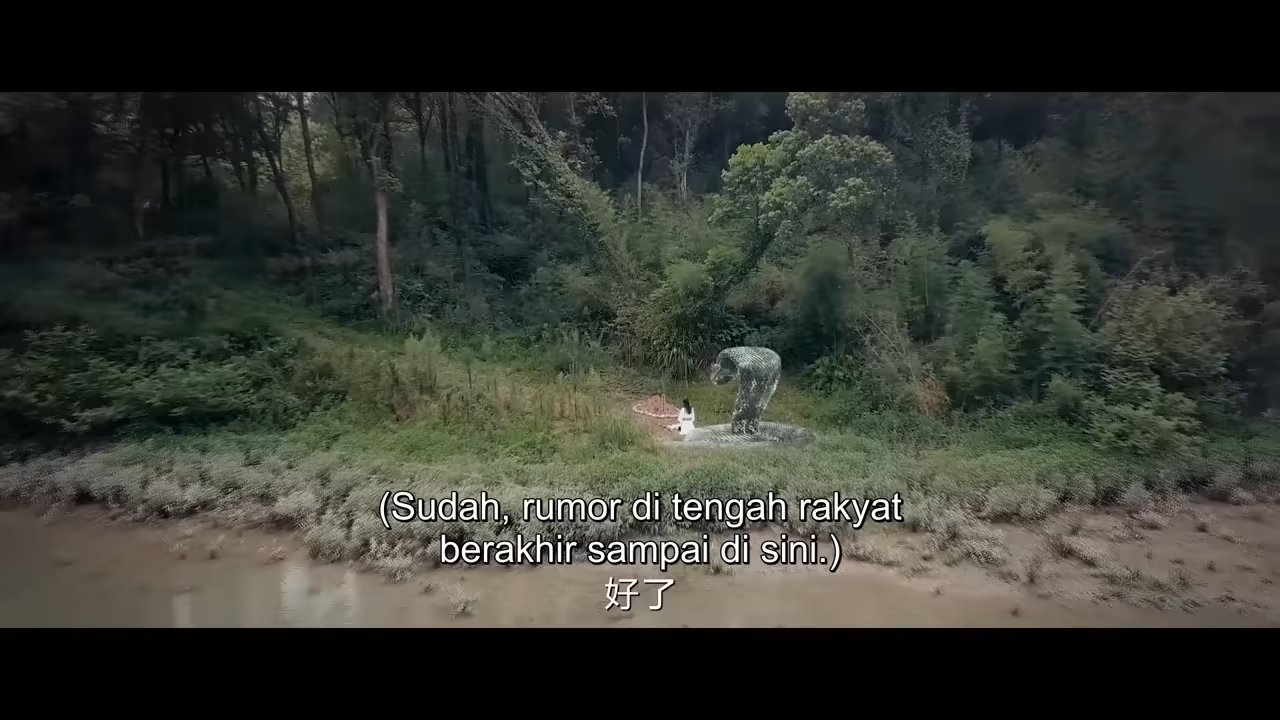 (Sudah, rumor di tengah rakyat
berakhir sampai di sini.)
好了